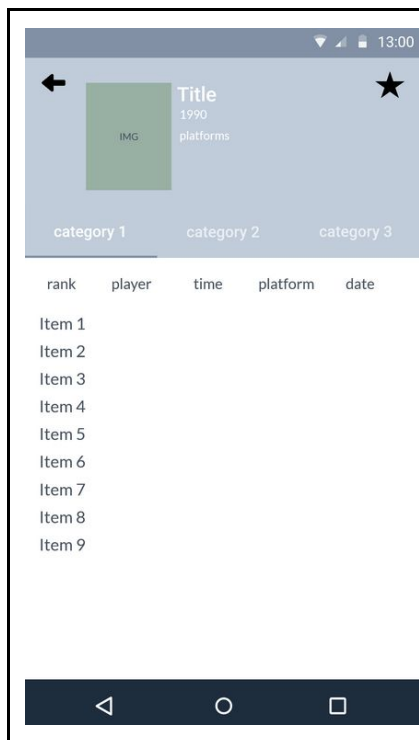 13:00
Title
1990
IMG
platforms
category 1 category 2 category 3
rank player time platform date
Item 1
Item 2
Item 3
Item 4
Item 5
Item 6
Item 7
Item 8
Item 9